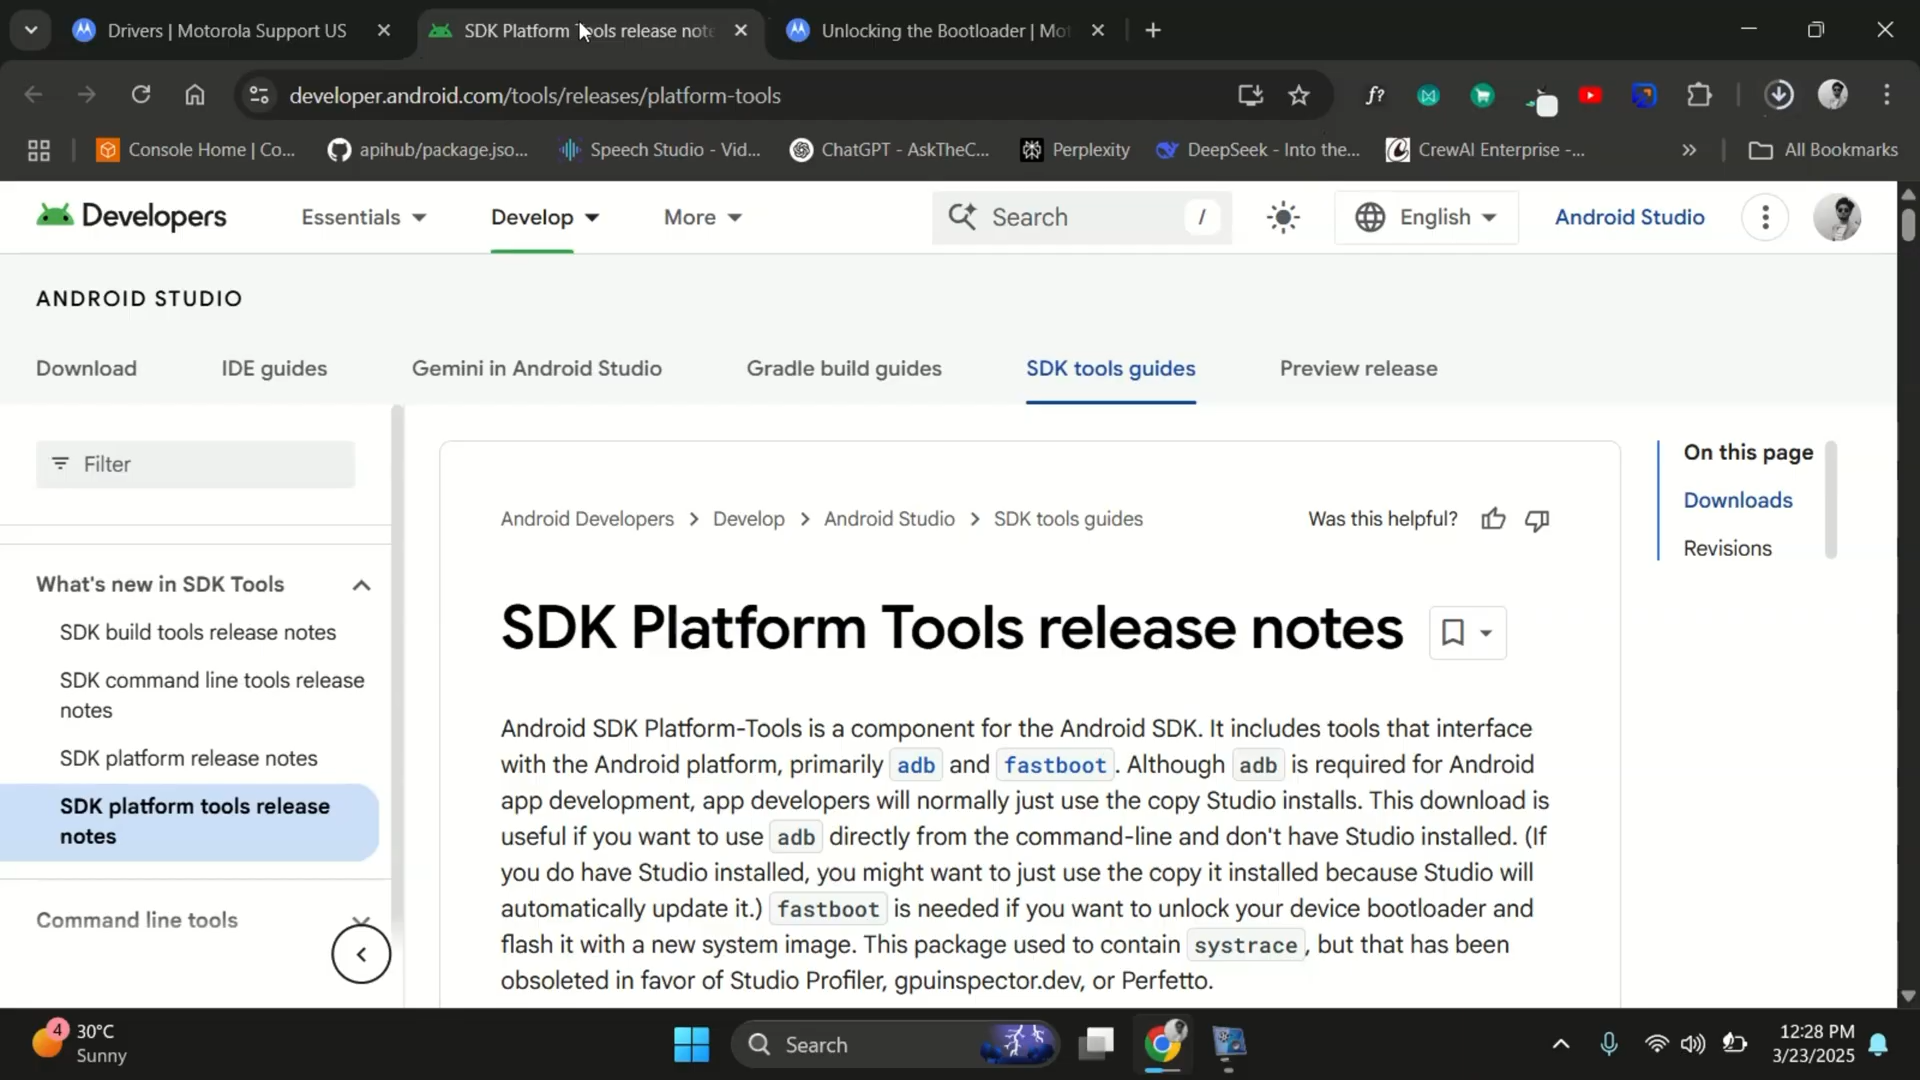 Drivers | Motorola Support US
SDK Platform Tools release note
Unlocking the Bootloader | Mot
developer.android.com/tools/releases/platform-tools
f?
Console Home | Co...
apihub/package.jso...
Speech Studio - Vid...
ChatGPT - AskTheC...
Perplexity
DeepSeek - Into the...
CrewAI Enterprise -...
All Bookmarks
Developers
Essentials
Develop
More
Search
/
English
Android Studio
ANDROID STUDIO
Download
IDE guides
Gemini in Android Studio
Gradle build guides
SDK tools guides
Preview release
Filter
What's new in SDK Tools
SDK build tools release notes
SDK command line tools release
notes
SDK platform release notes
SDK platform tools release
notes
Command line tools
Android Developers > Develop > Android Studio > SDK tools guides
Was this helpful?
SDK Platform Tools release notes
Android SDK Platform-Tools is a component for the Android SDK. It includes tools that interface
with the Android platform, primarily adb and fastboot. Although adb is required for Android
app development, app developers will normally just use the copy Studio installs. This download is
useful if you want to use adb directly from the command-line and don't have Studio installed. (If
you do have Studio installed, you might want to just use the copy it installed because Studio will
automatically update it.) fastboot is needed if you want to unlock your device bootloader and
flash it with a new system image. This package used to contain systrace, but that has been
obsoleted in favor of Studio Profiler, gpuinspector.dev, or Perfetto.
On this page
Downloads
Revisions
4
30°C
Sunny
Search
12:28 PM
3/23/2025